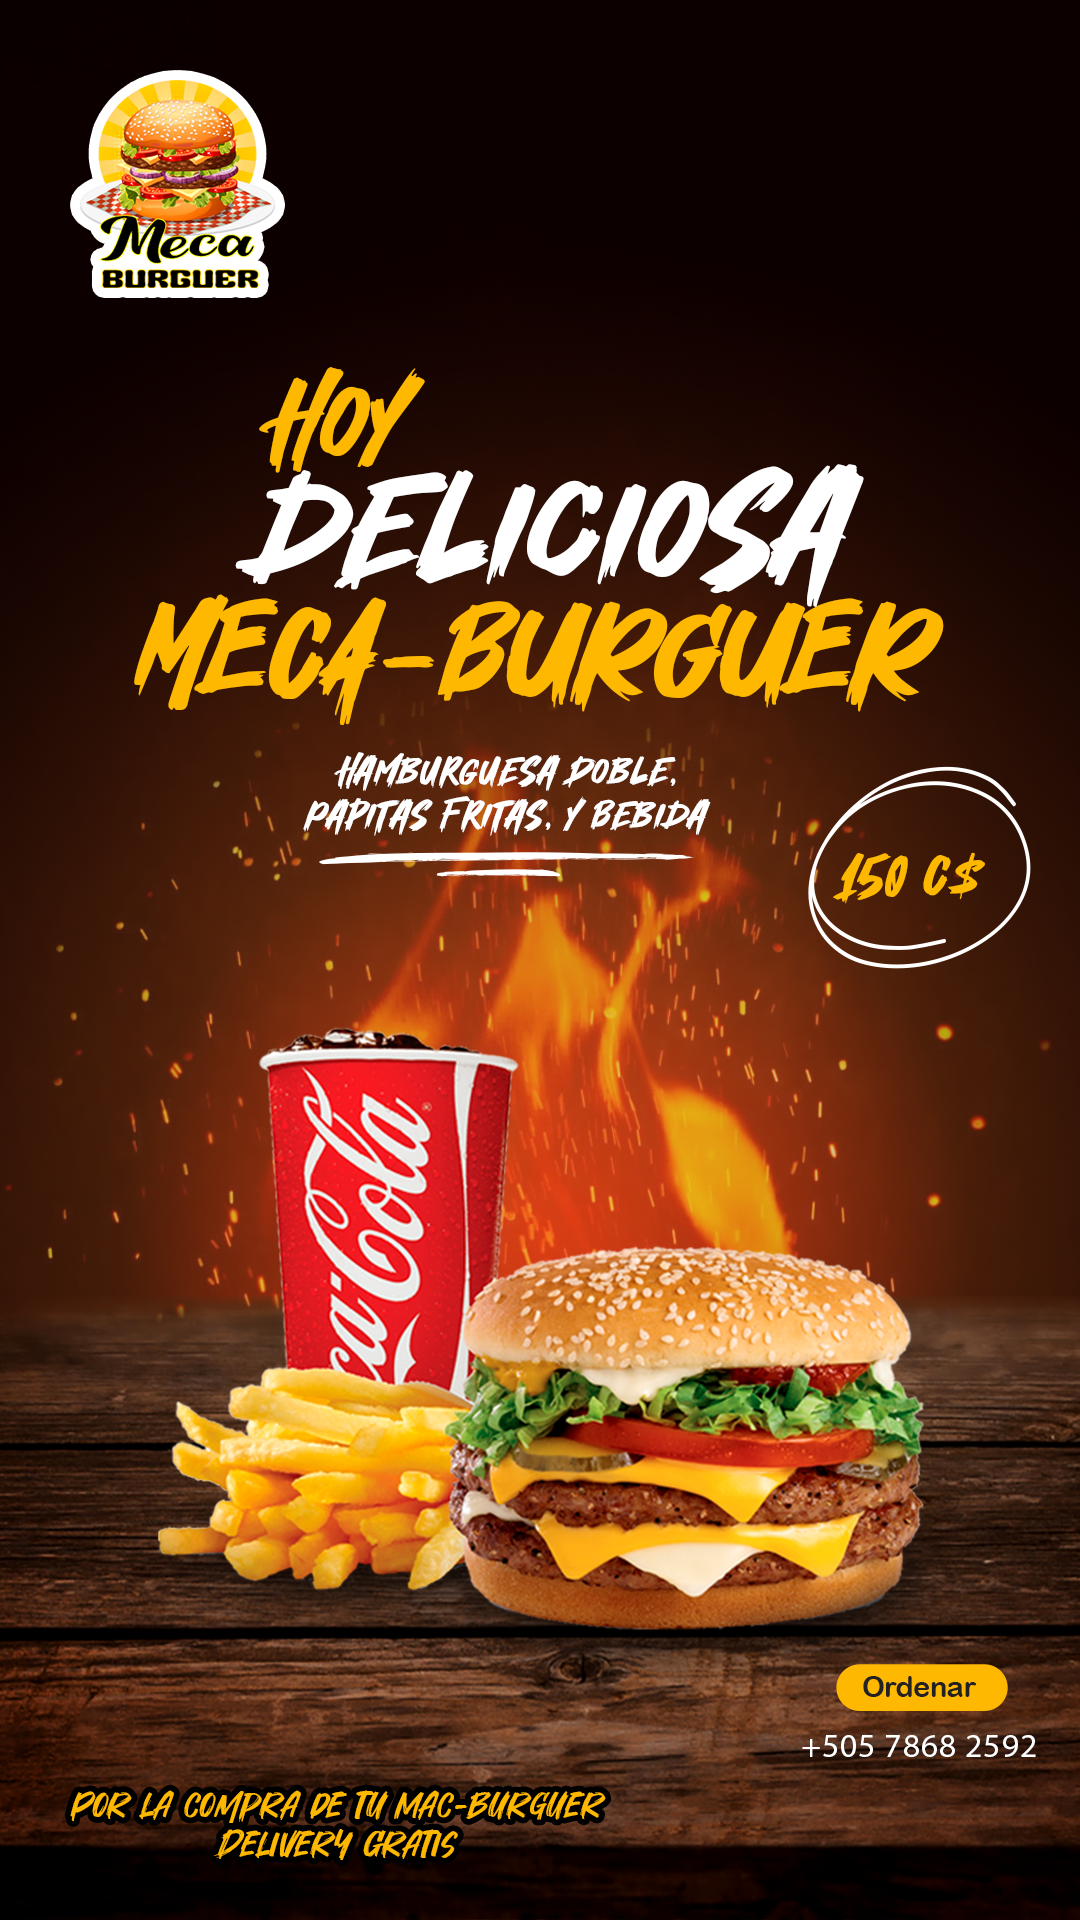 Meca
BURGUER
HOY
DELICIOSA
MECA-BURGUER
HAMBURGUESA DOBLE,
PAPITAS FRITAS, Y BEBIDA
150 C$
ca-Cola
Ordenar
+505 7868 2592
POR LA COMPRA DE TU MAC-BURGUER
DELIVERY GRATIS